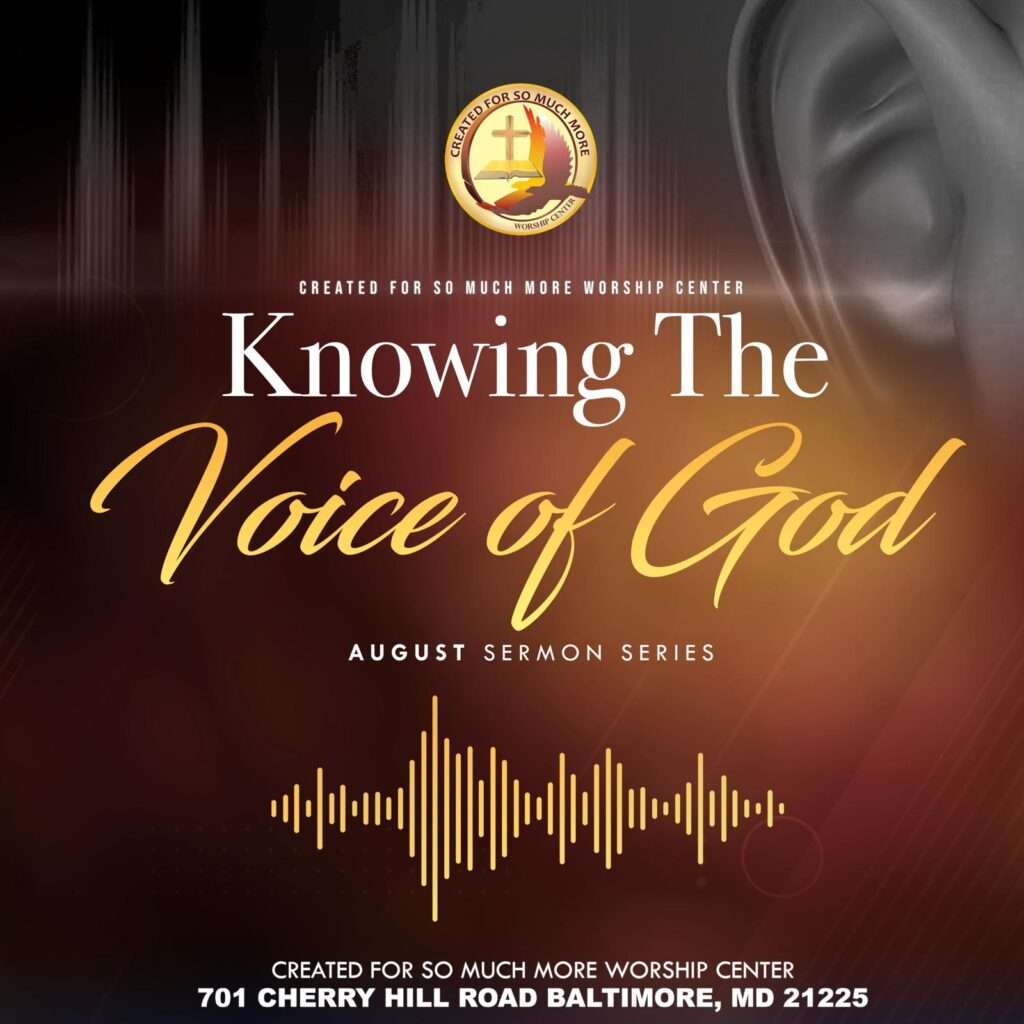 CREATED FOR SO MUCH MORE
WORSHIP CENTER
CREATED FOR SO MUCH MORE WORSHIP CENTER
Knowing The
Voice of God
AUGUST SERMON SERIES
CREATED FOR SO MUCH MORE WORSHIP CENTER
701 CHERRY HILL ROAD BALTIMORE, MD 21225